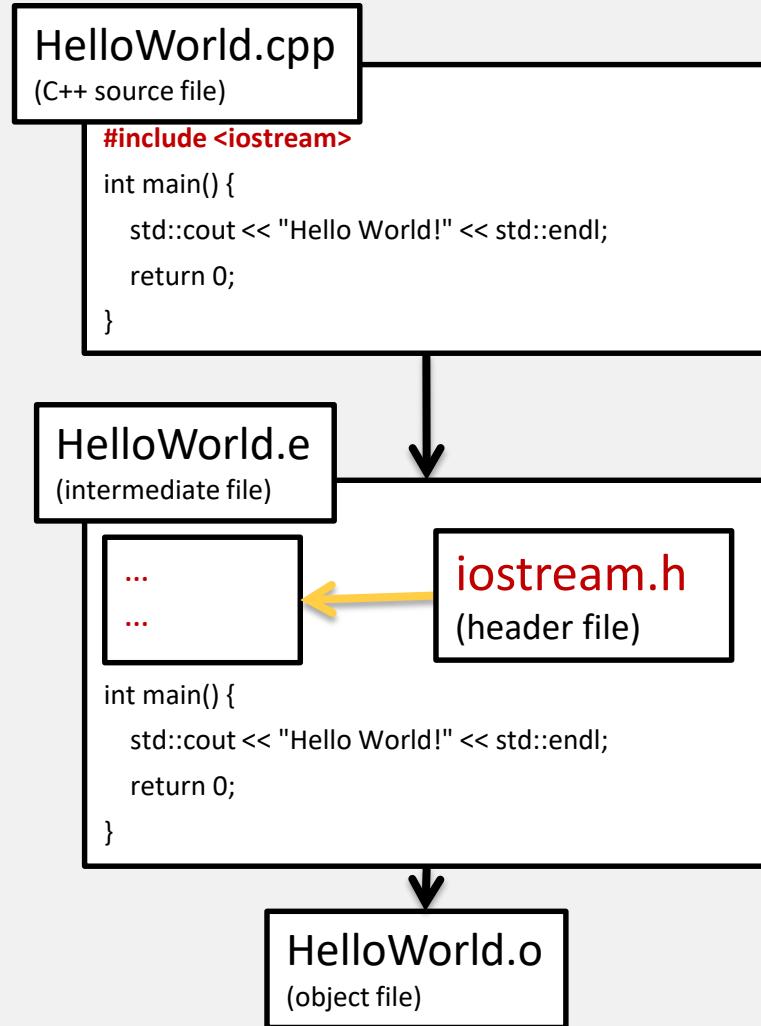 HelloWorld.cpp
(C++ source file)
#include <iostream>
int main() {
std::cout << "Hello World!" << std::endl;
return 0;
}
HelloWorld.e
(intermediate file)
...
...
iostream.h
(header file)
int main() {
std::cout << "Hello World!" << std::endl;
return 0;
}
HelloWorld.o
(object file)